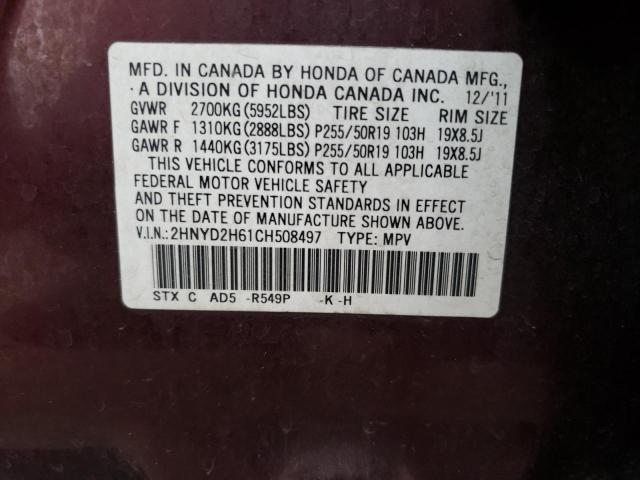 MFD. IN CANADA BY HONDA OF CANADA MFG.,
A DIVISION OF HONDA CANADA INC. 12/'11
GVWR 2700KG(5952LBS) TIRE SIZE RIM SIZE
GAWR F 1310KG(2888LBS) P255/50R19 103H 19X8.5J
GAWR R 1440KG(3175LBS) P255/50R19 103H 19X8.5J
THIS VEHICLE CONFORMS TO ALL APPLICABLE
FEDERAL MOTOR VEHICLE SAFETY
AND THEFT PREVENTION STANDARDS IN EFFECT ON
THE DATE OF MANUFACTURE SHOWN ABOVE.
V.I.N.:2HNYD2H61CH508497 TYPE: MPV
STX C AD5 -R549P -K -H